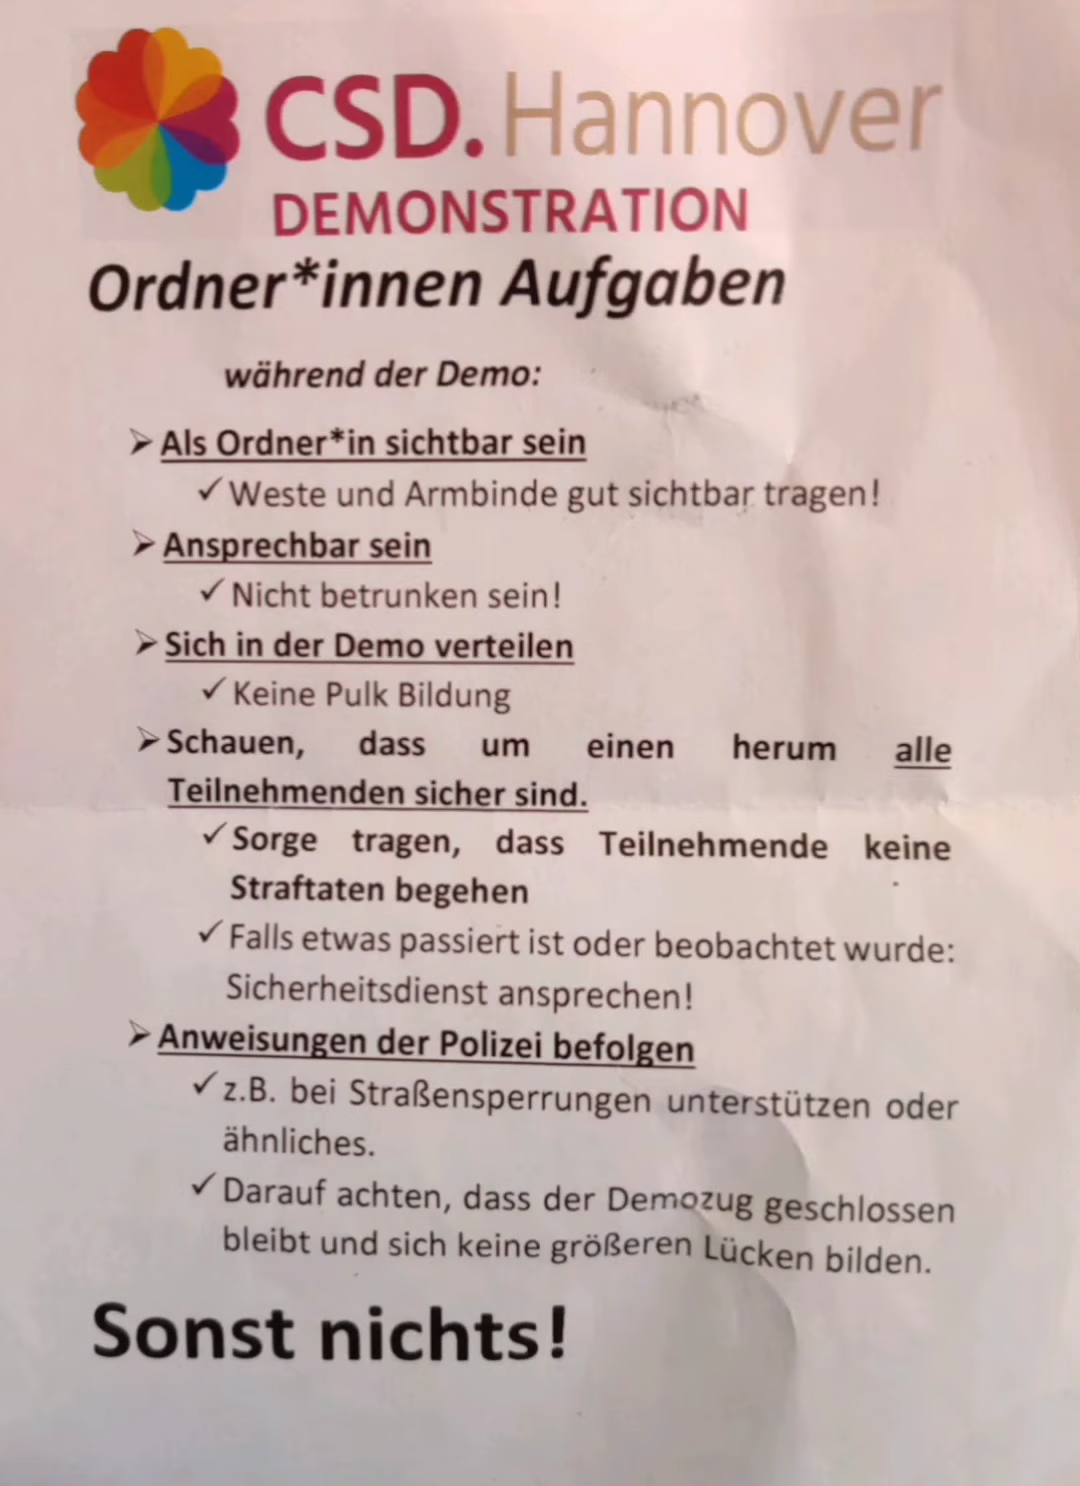 CSD. Hannover
DEMONSTRATION
Ordner*innen Aufgaben
während der Demo:
➢ Als Ordner*in sichtbar sein
✓ Weste und Armbinde gut sichtbar tragen!
➢ Ansprechbar sein
✓ Nicht betrunken sein!
➢ Sich in der Demo verteilen
✓ Keine Pulk Bildung
➢ Schauen, dass um einen herum alle
Teilnehmenden sicher sind.
✓ Sorge tragen, dass Teilnehmende keine
Straftaten begehen
✓ Falls etwas passiert ist oder beobachtet wurde:
Sicherheitsdienst ansprechen!
➢ Anweisungen der Polizei befolgen
✓ z.B. bei Straßensperrungen unterstützen oder
ähnliches.
✓ Darauf achten, dass der Demozug geschlossen
bleibt und sich keine größeren Lücken bilden.
Sonst nichts!